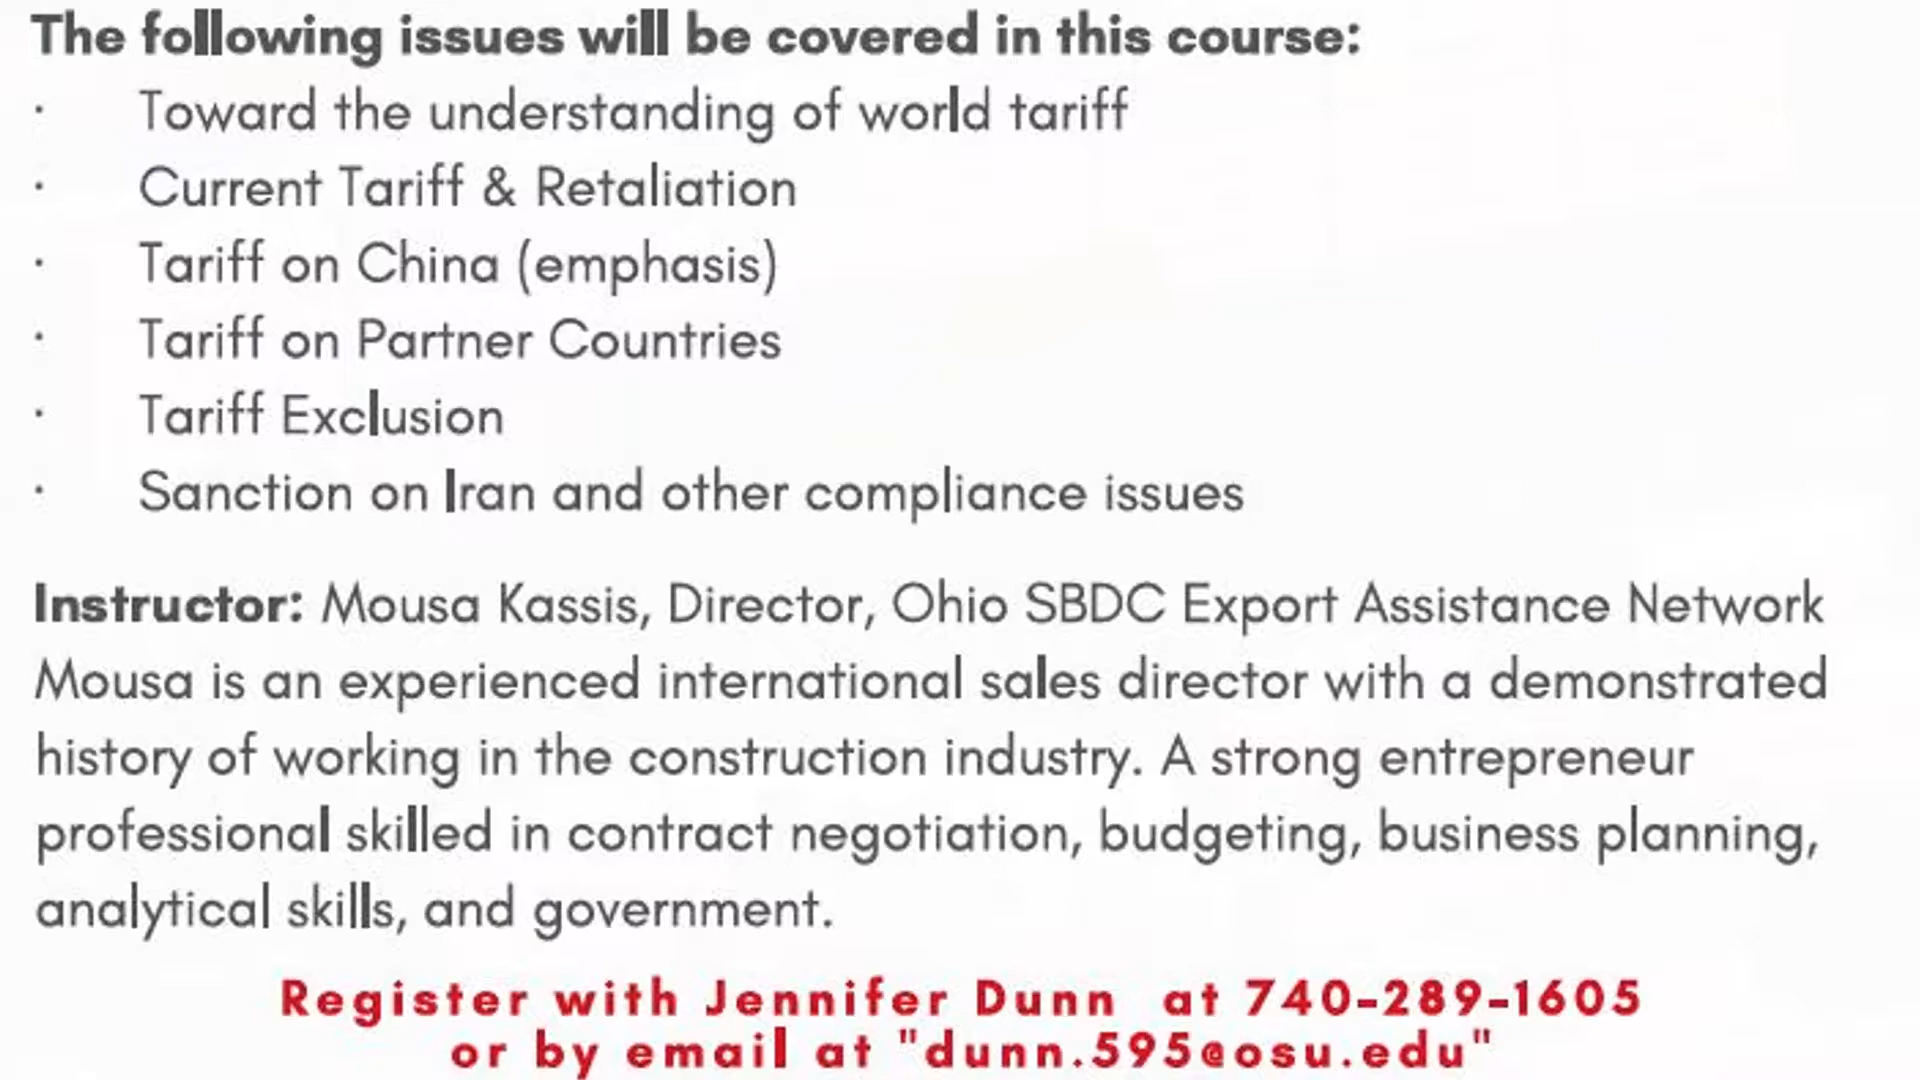 The following issues will be covered in this course:
· Toward the understanding of world tariff
· Current Tariff & Retaliation
· Tariff on China (emphasis)
· Tariff on Partner Countries
· Tariff Exclusion
· Sanction on Iran and other compliance issues
Instructor: Mousa Kassis, Director, Ohio SBDC Export Assistance Network
Mousa is an experienced international sales director with a demonstrated
history of working in the construction industry. A strong entrepreneur
professional skilled in contract negotiation, budgeting, business planning,
analytical skills, and government.
Register with Jennifer Dunn at 740-289-1605
or by email at "dunn.595@osu.edu"